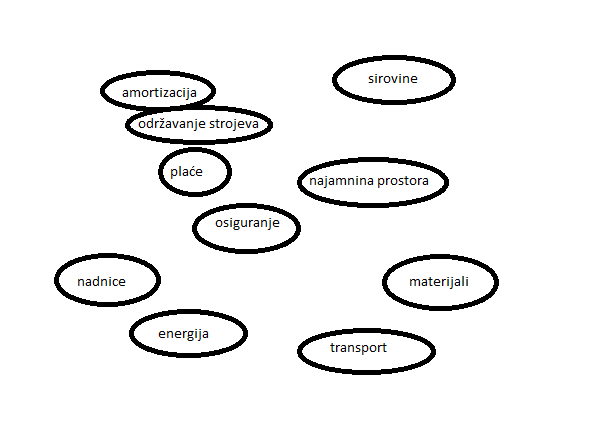 sirovine
amortizacija
održavanje strojeva
plaće
najamnina prostora
osiguranje
nadnice
materijali
energija
transport